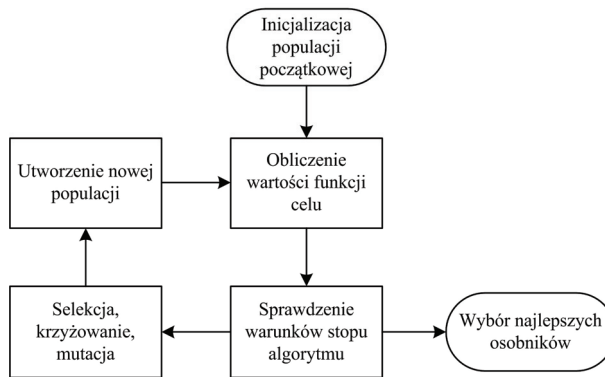 Inicjalizacja
populacji
początkowej
Utworzenie nowej
populacji
Obliczenie
wartości funkcji
celu
Selekcja,
krzyżowanie,
mutacja
Sprawdzenie
warunków stopu
algorytmu
Wybór najlepszych
osobników